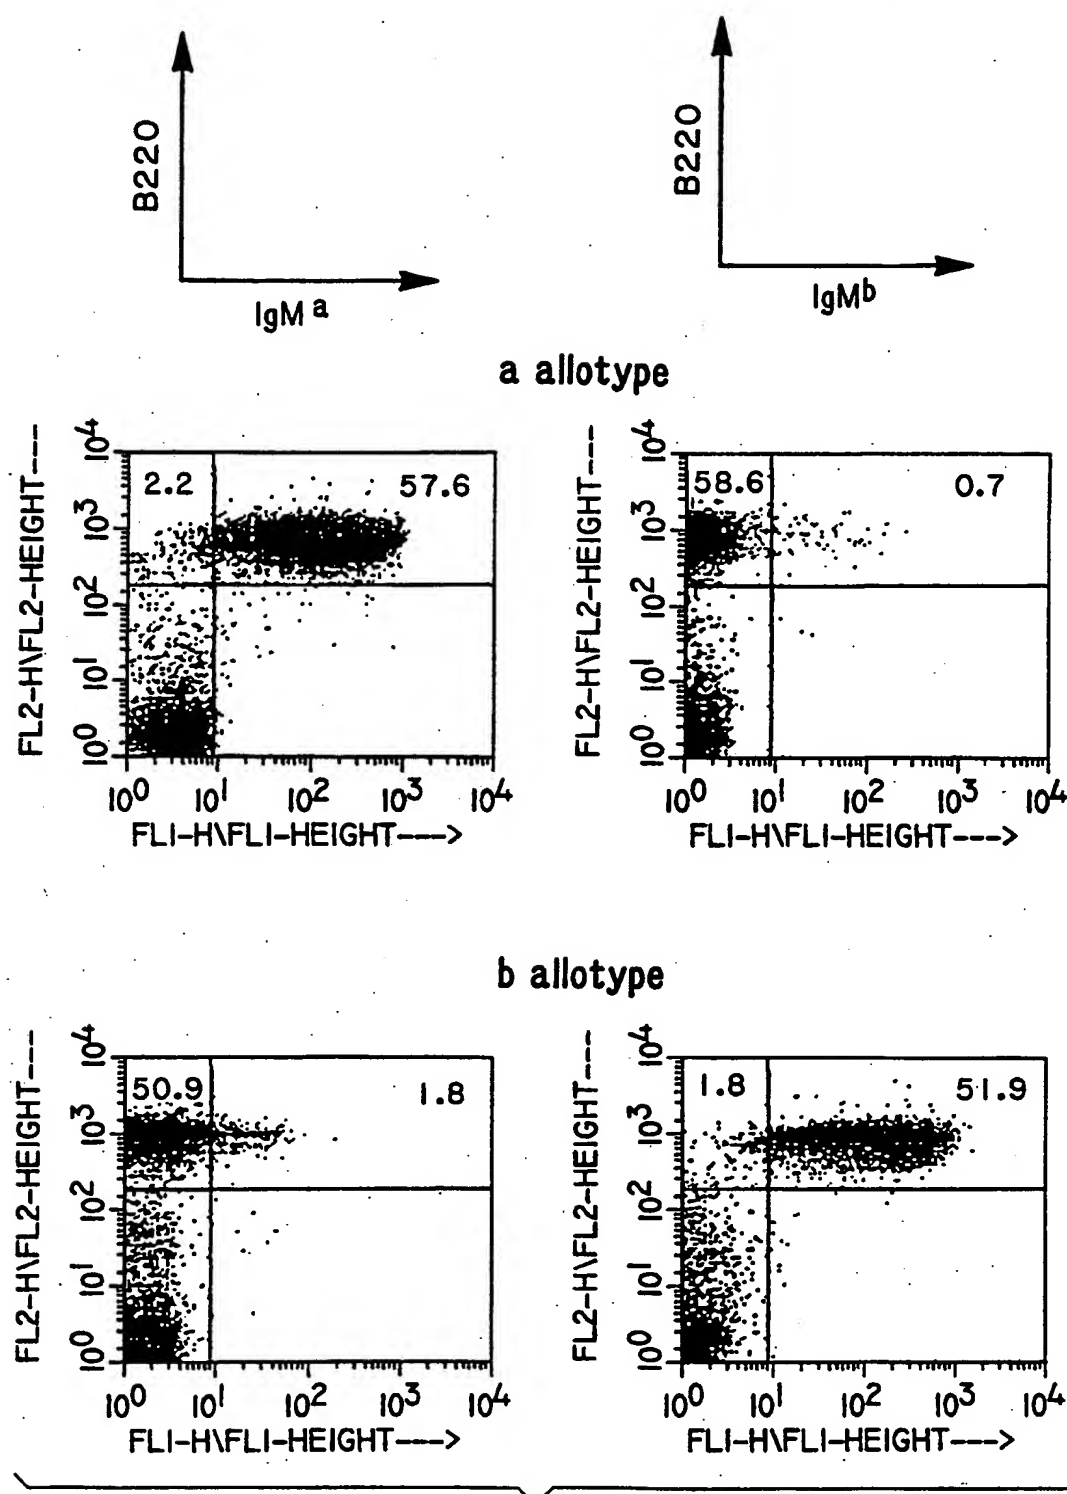 B220
IgM a
B220
IgMb
a allotype
FL2-H\FL2-HEIGHT---
10⁴
10³
10²
10¹
10⁰
2.2
57.6
10⁰ 10¹ 10² 10³ 10⁴
FL1-H\FL1-HEIGHT---->
FL2-H\FL2-HEIGHT---
10⁴
10³
10²
10¹
10⁰
58.6
0.7
10⁰ 10¹ 10² 10³ 10⁴
FL1-H\FL1-HEIGHT--->
b allotype
FL2-H\FL2-HEIGHT---
10⁴
10³
10²
10¹
10⁰
50.9
1.8
10⁰ 10¹ 10² 10³ 10⁴
FL1-H\FL1-HEIGHT---->
FL2-H\FL2-HEIGHT---
10⁴
10³
10²
10¹
10⁰
1.8
51.9
10⁰ 10¹ 10² 10³ 10⁴
FL1-H\FL1-HEIGHT--->